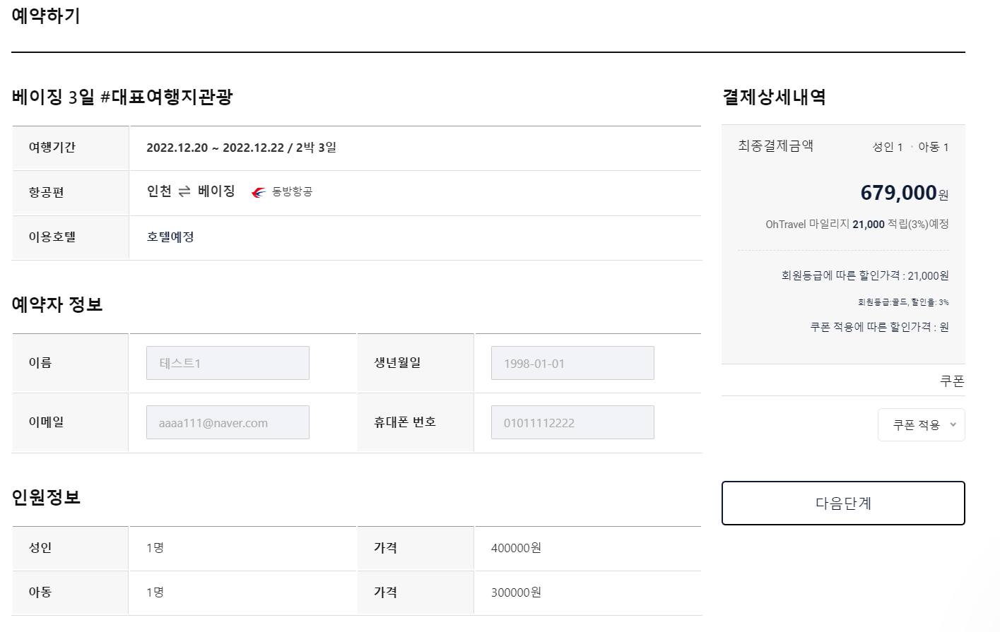 예약하기
베이징 3일 #대표여행지관광
여행기간 2022.12.20 ~ 2022.12.22 / 2박 3일
항공편 인천 ⇌ 베이징 동방항공
이용호텔 호텔예정
예약자 정보
이름 테스트1 생년월일 1998-01-01
이메일 aaaa111@naver.com 휴대폰 번호 01011112222
인원정보
성인 1명 가격 400000원
아동 1명 가격 300000원
결제상세내역
최종결제금액 성인 1 • 아동 1
679,000원
OhTravel 마일리지 21,000 적립(3%)예정
회원등급에 따른 할인가격 : 21,000원
회원등급:골드, 할인율: 3%
쿠폰 적용에 따른 할인가격 : 원
쿠폰
쿠폰 적용
다음단계